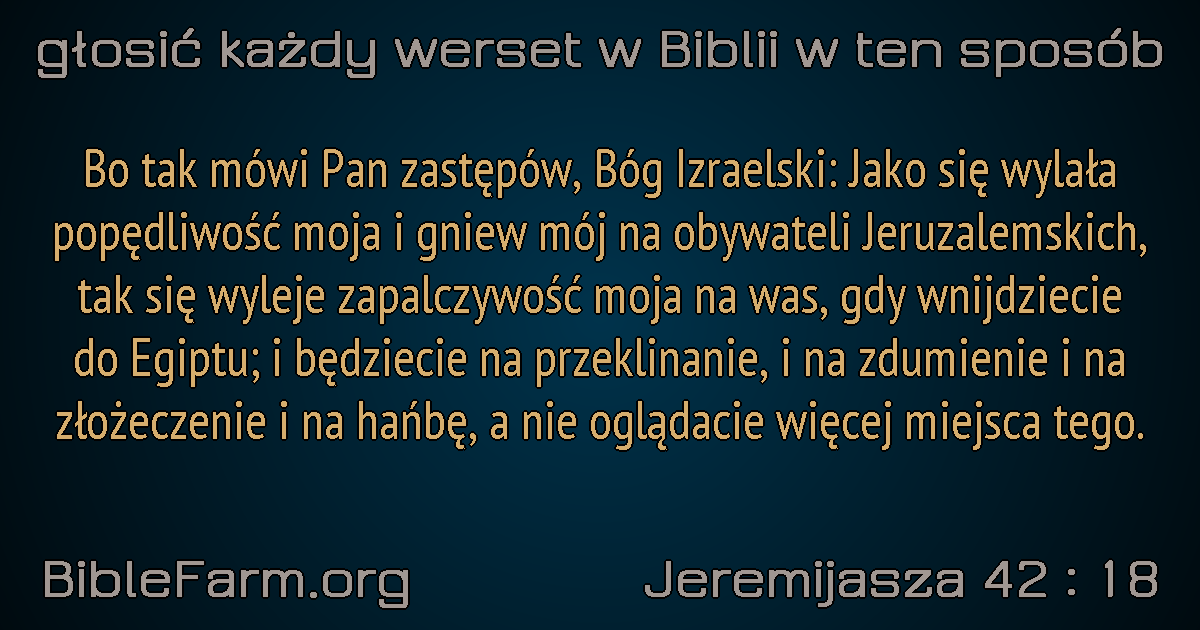 głosić każdy werset w Biblii w ten sposób
Bo tak mówi Pan zastępów, Bóg Izraelski: Jako się wylała
popędliwość moja i gniew mój na obywateli Jeruzalemskich,
tak się wyleje zapalczywość moja na was, gdy wnijdziecie
do Egiptu; i będziecie na przeklinanie, i na zdumienie i na
złożeczenie i na hańbę, a nie oglądacie więcej miejsca tego.
BibleFarm.org
Jeremijasza 42 : 18